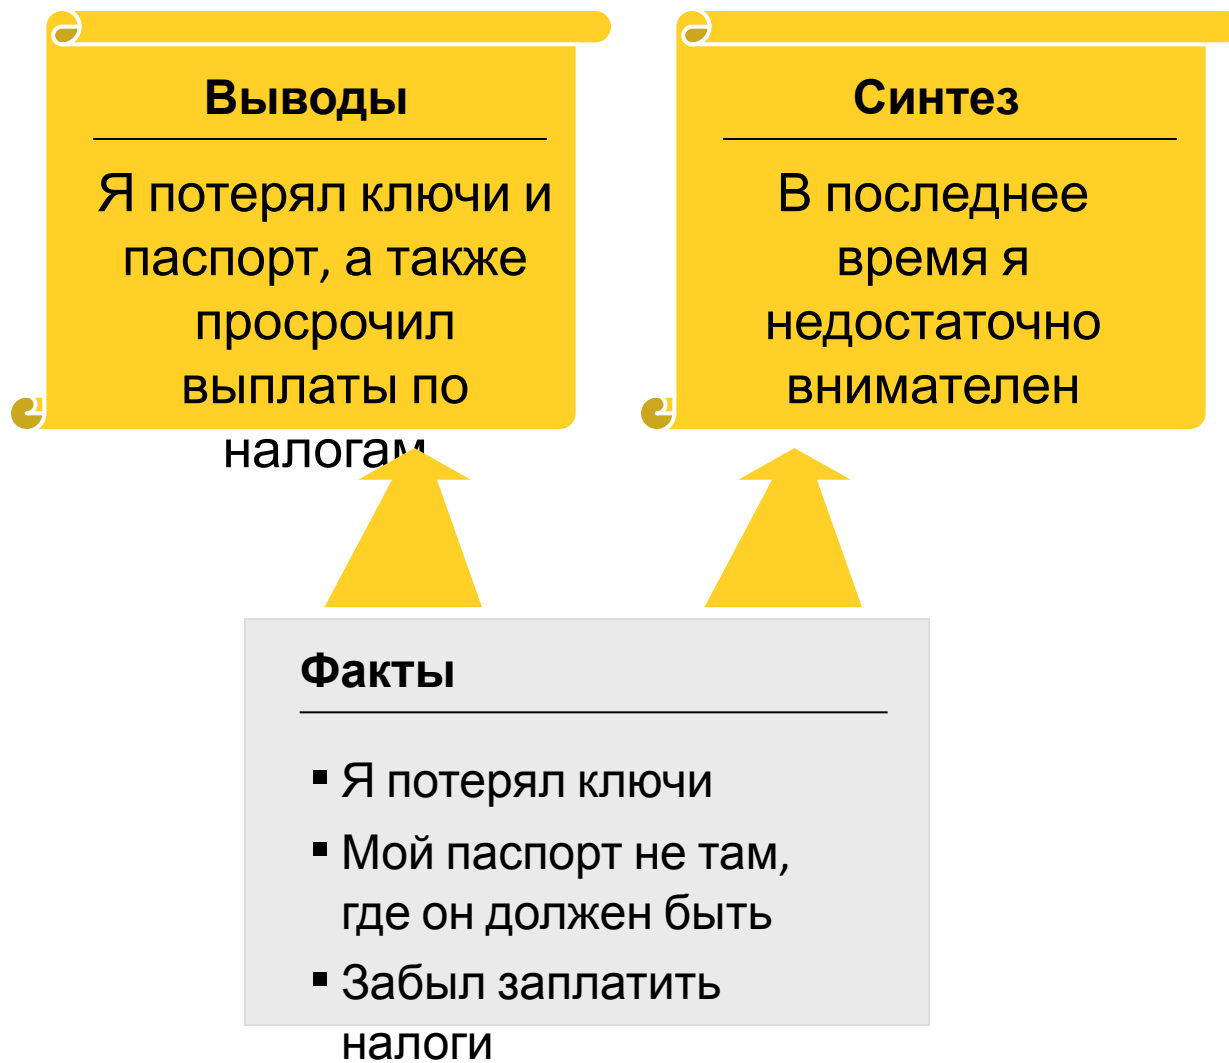 Выводы
Я потерял ключи и
паспорт, а также
просрочил
выплаты по
налогам
Синтез
В последнее
время я
недостаточно
внимателен
Факты
▪ Я потерял ключи
▪ Мой паспорт не там,
где он должен быть
▪ Забыл заплатить
налоги